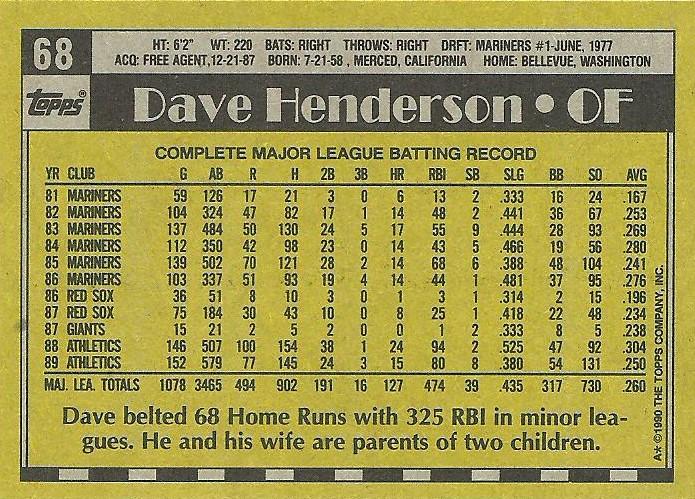 68
HT: 6'2" WT: 220 BATS: RIGHT THROWS: RIGHT DRFT: MARINERS #1-JUNE, 1977
ACQ: FREE AGENT,12-21-87 BORN: 7-21-58 , MERCED, CALIFORNIA HOME: BELLEVUE, WASHINGTON
TOPPS® Dave Henderson • OF
COMPLETE MAJOR LEAGUE BATTING RECORD
YR CLUB G AB R H 2B 3B HR RBI SB SLG BB SO AVG
81 MARINERS 59 126 17 21 3 0 6 13 2 .333 16 24 .167
82 MARINERS 104 324 47 82 17 1 14 48 2 .441 36 67 .253
83 MARINERS 137 484 50 130 24 5 17 55 9 .444 28 93 .269
84 MARINERS 112 350 42 98 23 0 14 43 5 .466 19 56 .280
85 MARINERS 139 502 70 121 28 2 14 68 6 .388 48 104 .241
86 MARINERS 103 337 51 93 19 4 14 44 1 .481 37 95 .276
86 RED SOX 36 51 8 10 3 0 1 3 1 .314 2 15 .196
87 RED SOX 75 184 30 43 10 0 8 25 1 .418 22 48 .234
87 GIANTS 15 21 2 5 2 0 0 1 2 .333 8 5 .238
88 ATHLETICS 146 507 100 154 38 1 24 94 2 .525 47 92 .304
89 ATHLETICS 152 579 77 145 24 3 15 80 8 .380 54 131 .250
MAJ. LEA. TOTALS 1078 3465 494 902 191 16 127 474 39 .435 317 730 .260
Dave belted 68 Home Runs with 325 RBI in minor lea-
gues. He and his wife are parents of two children.
A* ©1990 THE TOPPS COMPANY, INC.